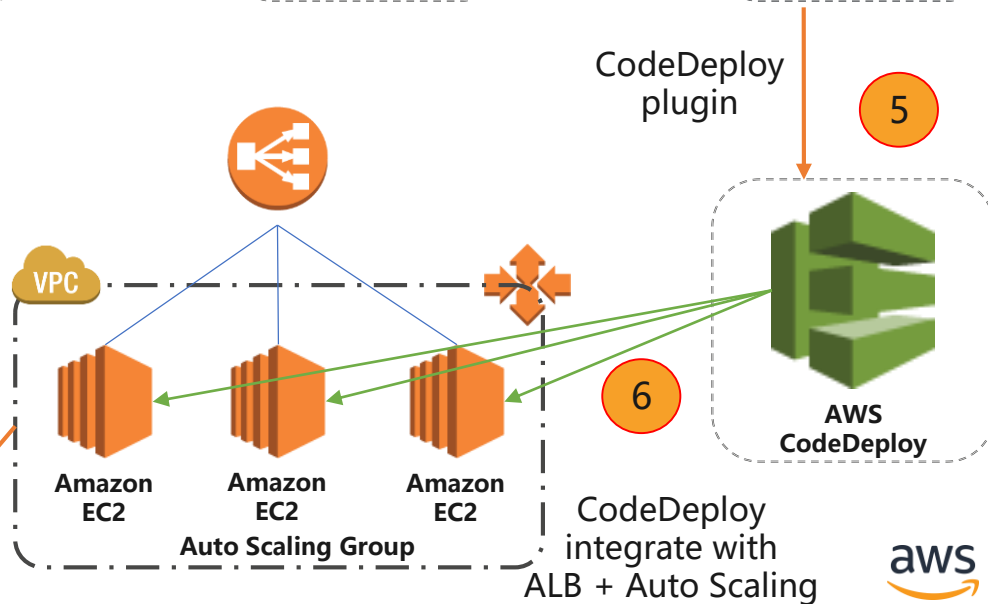 CodeDeploy
plugin
5
VPC
6
AWS
CodeDeploy
Amazon
EC2
Amazon
EC2
Amazon
EC2
Auto Scaling Group
CodeDeploy
integrate with
ALB + Auto Scaling
aws